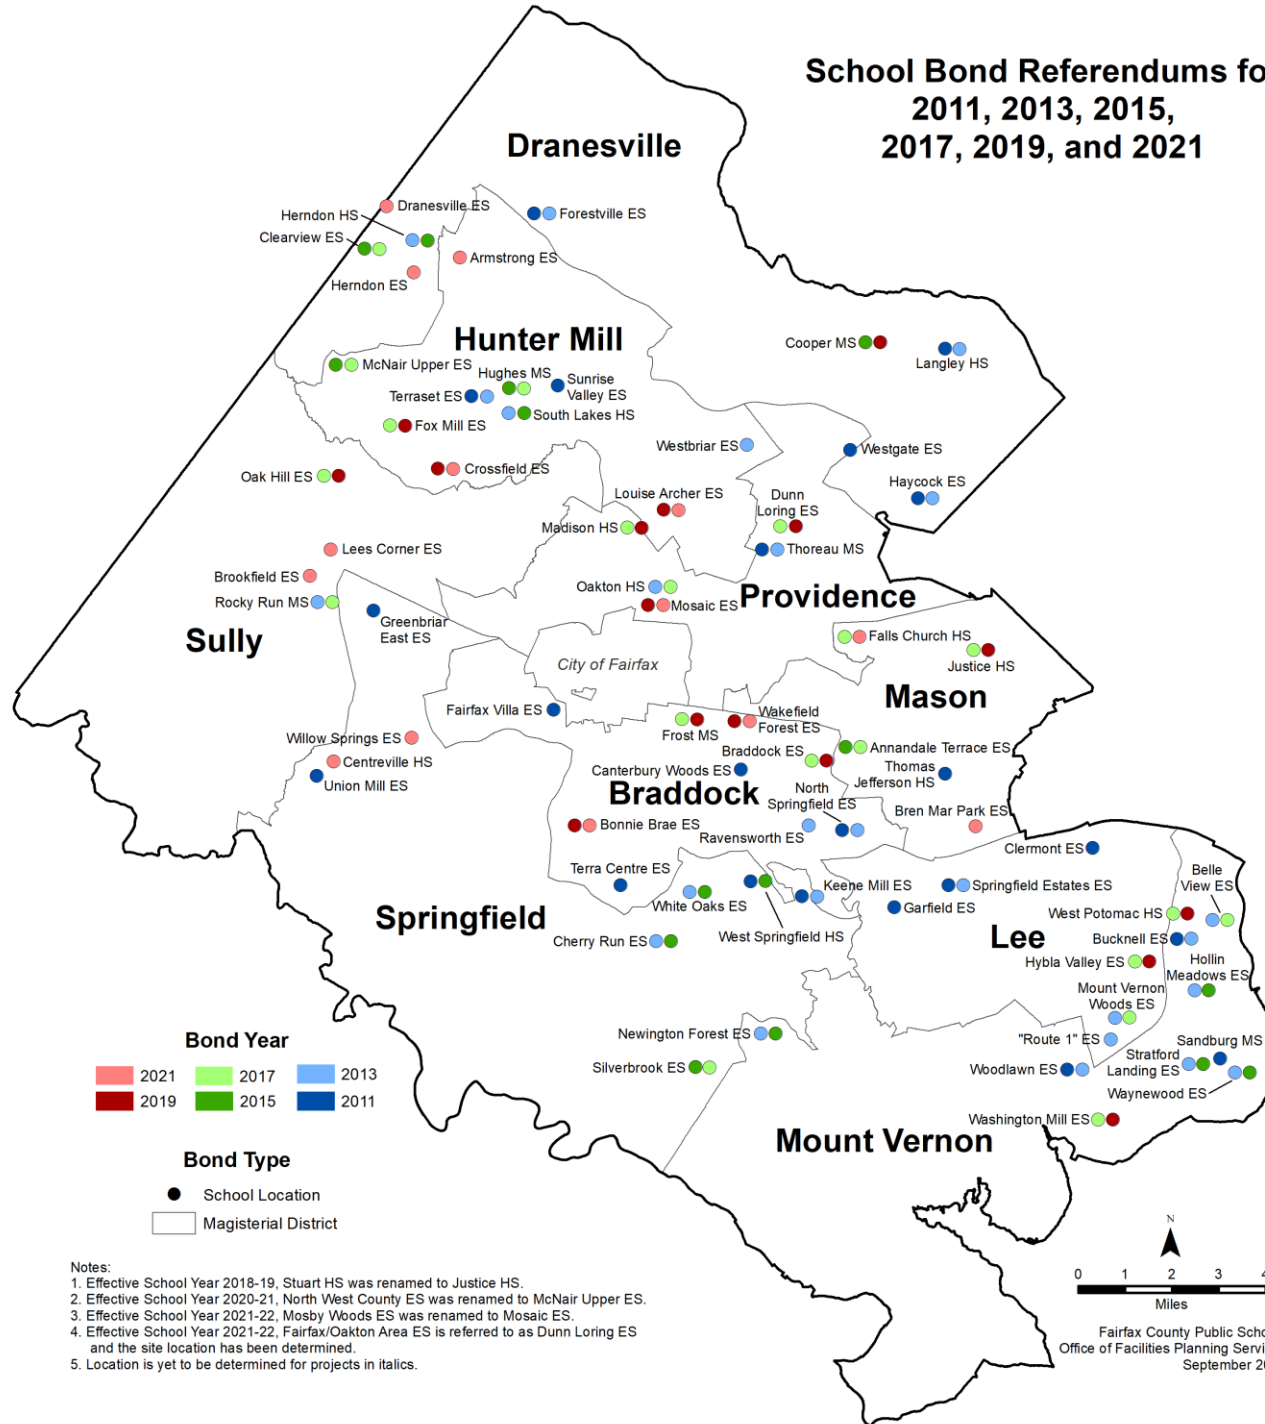 School Bond Referendums fo
2011, 2013, 2015,
2017, 2019, and 2021
Dranesville
Dranesville ES
Herndon HS
Forestville ES
Clearview ES
Armstrong ES
Herndon ES
Hunter Mill
Cooper MS
Langley HS
McNair Upper ES
Hughes MS
Sunrise
Valley ES
Terraset ES
South Lakes HS
Fox Mill ES
Westbriar ES
Westgate ES
Crossfield ES
Oak Hill ES
Haycock ES
Louise Archer ES
Dunn
Loring ES
Madison HS
Thoreau MS
Lees Corner ES
Brookfield ES
Oakton HS
Rocky Run MS
Mosaic ES
Providence
Greenbriar
East ES
Sully
Falls Church HS
City of Fairfax
Justice HS
Mason
Fairfax Villa ES
Wakefield
Forest ES
Frost MS
Willow Springs ES
Braddock ES
Annandale Terrace ES
Centreville HS
Canterbury Woods ES
Thomas
Jefferson HS
Union Mill ES
Braddock
North
Springfield ES
Bren Mar Park ES
Bonnie Brae ES
Ravensworth ES
Clermont ES
Terra Centre ES
Keene Mill ES
Springfield Estates ES
Belle
View ES
White Oaks ES
Garfield ES
West Potomac HS
Springfield
West Springfield HS
Lee
Cherry Run ES
Bucknell ES
Hybla Valley ES
Hollin
Meadows ES
Mount Vernon
Woods ES
Newington Forest ES
"Route 1" ES
Sandburg MS
Silverbrook ES
Woodlawn ES
Stratford
Landing ES
Waynewood ES
Washington Mill ES
Mount Vernon
Bond Year
2021
2017
2013
2019
2015
2011
Bond Type
School Location
Magisterial District
Notes:
1. Effective School Year 2018-19, Stuart HS was renamed to Justice HS.
2. Effective School Year 2020-21, North West County ES was renamed to McNair Upper ES.
3. Effective School Year 2021-22, Mosby Woods ES was renamed to Mosaic ES.
4. Effective School Year 2021-22, Fairfax/Oakton Area ES is referred to as Dunn Loring ES
and the site location has been determined.
5. Location is yet to be determined for projects in italics.
N
0 1 2 3 4
Miles
Fairfax County Public Schoo
Office of Facilities Planning Servi
September 20